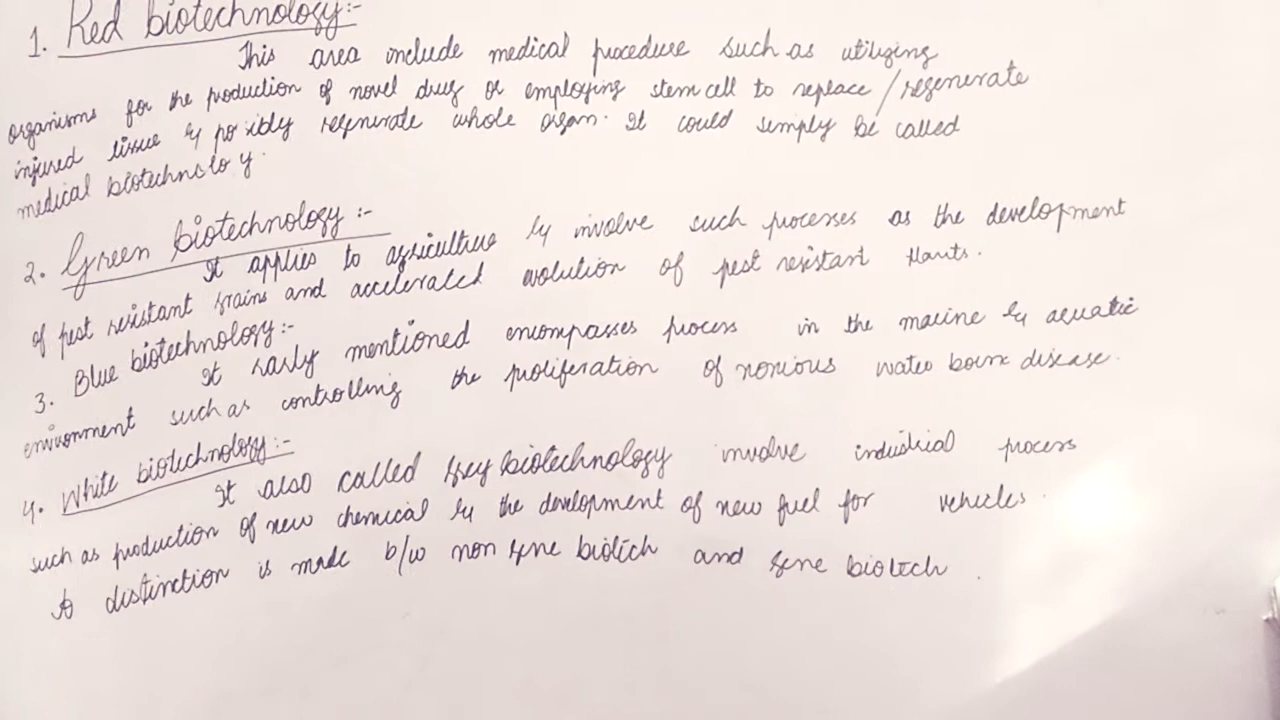 1. Red biotechnology:-
This area include medical procedure such as utilizing
organisms for the production of novel drug or employing stem cell to replace / regenerate
injured tissue & possibly regenerate whole organ. It could simply be called
medical biotechnology.
2. Green biotechnology :-
It applies to agriculture & involve such processes as the development
of pest resistant grains and accelerated evolution of pest resistant plants.
3. Blue biotechnology:-
It rarly mentioned encompasses process in the marine & aquatic
environment such as controlling the proliferation of noxious water borne disease.
4. White biotechnology:-
It also called grey biotechnology involve industrial process
such as production of new chemical & the development of new fuel for vehicles.
A distinction is made b/w non gene biotech and gene biotech.